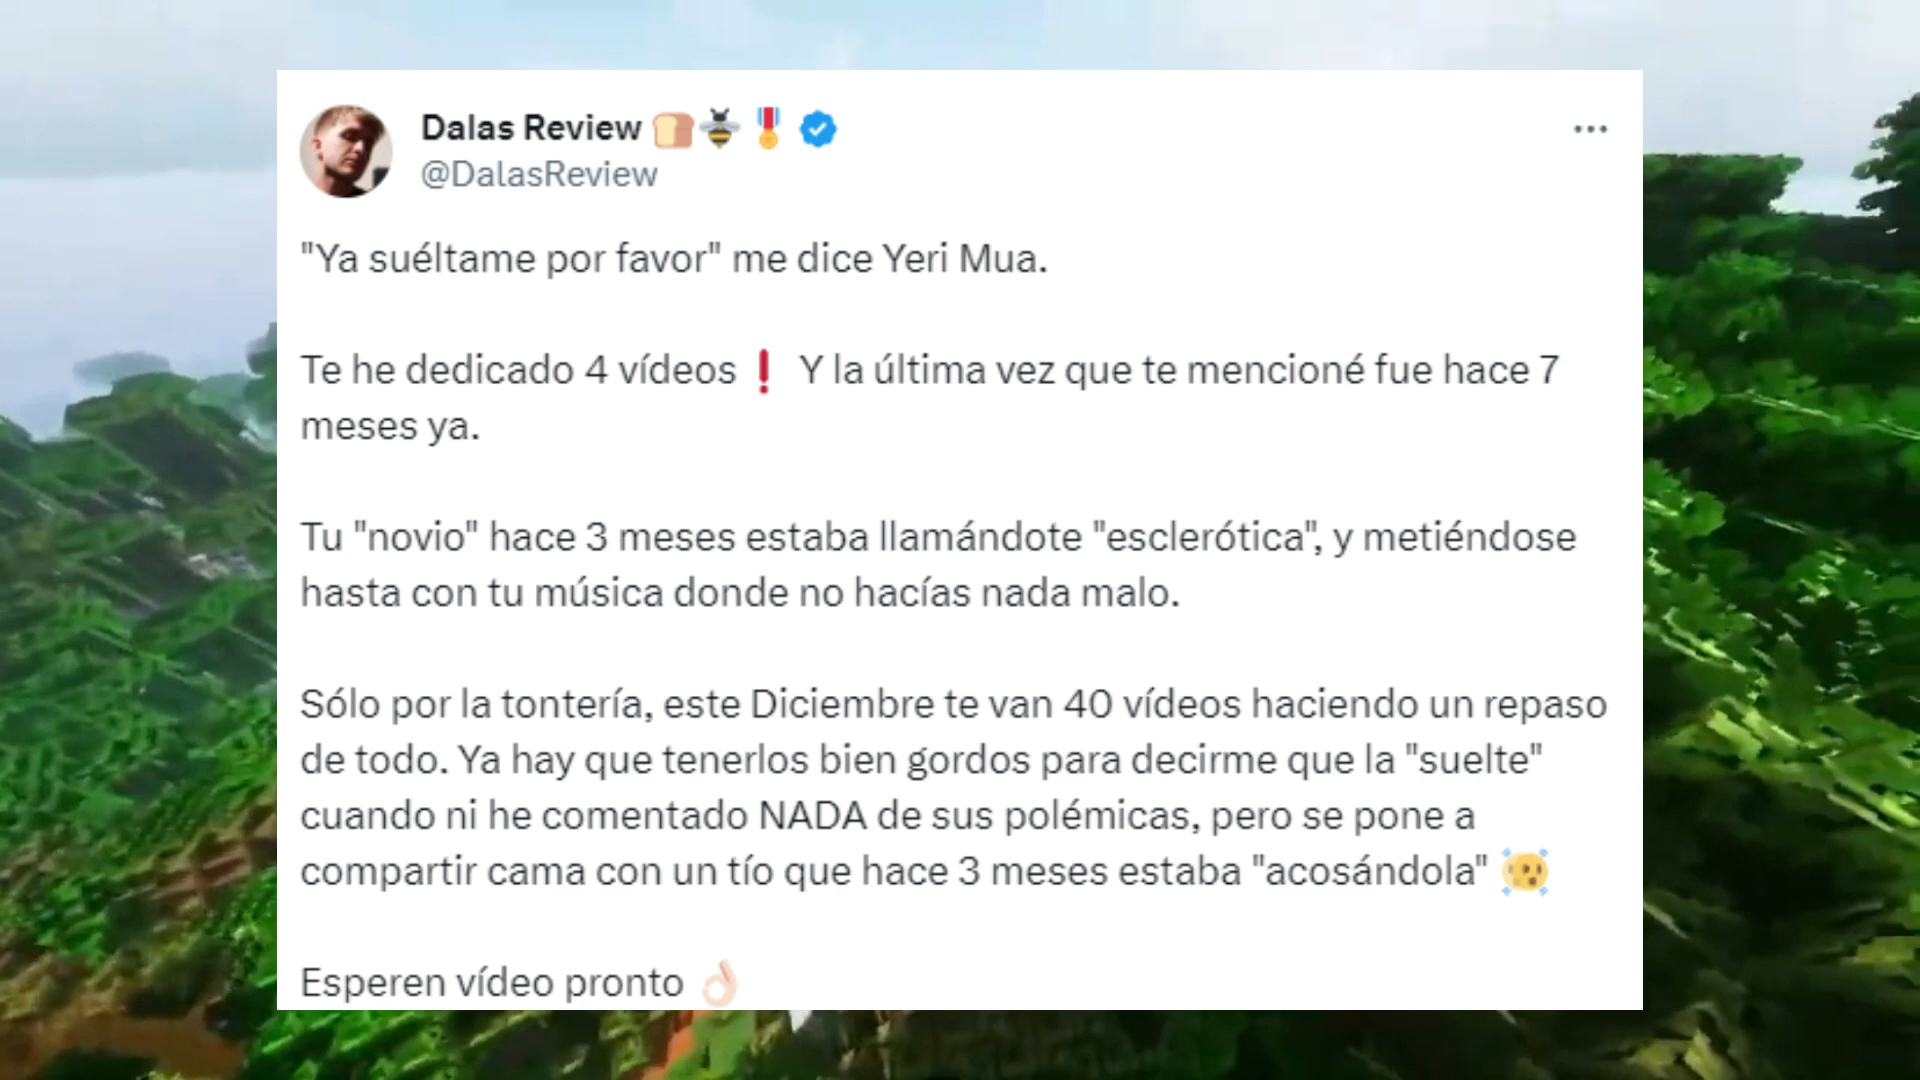 Dalas Review 🍞🐝🎖️
@DalasReview
"Ya suéltame por favor" me dice Yeri Mua.
Te he dedicado 4 vídeos❗ Y la última vez que te mencioné fue hace 7
meses ya.
Tu "novio" hace 3 meses estaba llamándote "esclerótica", y metiéndose
hasta con tu música donde no hacías nada malo.
Sólo por la tontería, este Diciembre te van 40 vídeos haciendo un repaso
de todo. Ya hay que tenerlos bien gordos para decirme que la "suelte"
cuando ni he comentado NADA de sus polémicas, pero se pone a
compartir cama con un tío que hace 3 meses estaba "acosándola" 🫨
Esperen vídeo pronto 👌🏻